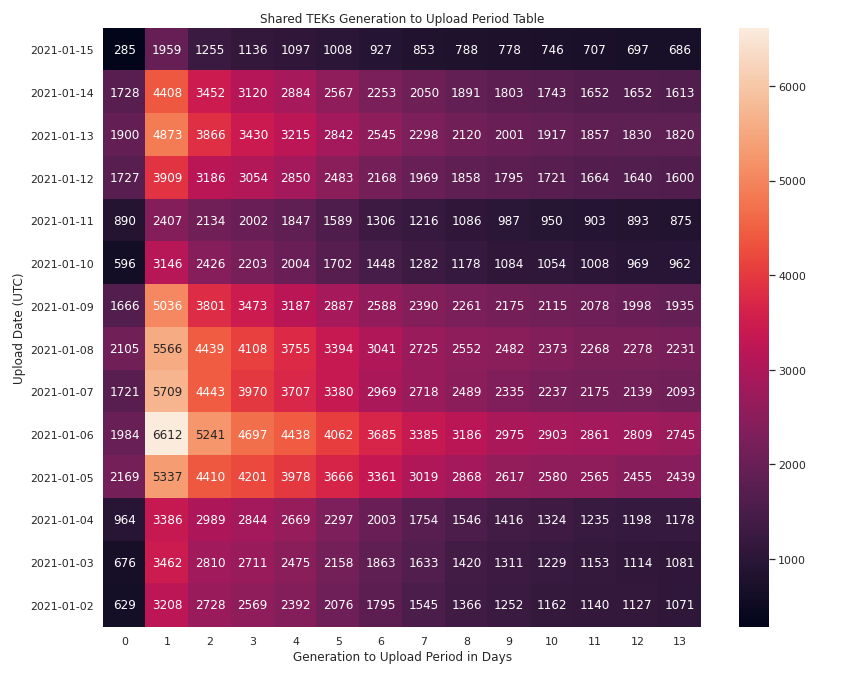 Shared TEKs Generation to Upload Period Table
2021-01-15 285 1959 1255 1136 1097 1008 927 853 788 778 746 707 697 686
2021-01-14 1728 4408 3452 3120 2884 2567 2253 2050 1891 1803 1743 1652 1652 1613
2021-01-13 1900 4873 3866 3430 3215 2842 2545 2298 2120 2001 1917 1857 1830 1820
2021-01-12 1727 3909 3186 3054 2850 2483 2168 1969 1858 1795 1721 1664 1640 1600
2021-01-11 890 2407 2134 2002 1847 1589 1306 1216 1086 987 950 903 893 875
2021-01-10 596 3146 2426 2203 2004 1702 1448 1282 1178 1084 1054 1008 969 962
2021-01-09 1666 5036 3801 3473 3187 2887 2588 2390 2261 2175 2115 2078 1998 1935
2021-01-08 2105 5566 4439 4108 3755 3394 3041 2725 2552 2482 2373 2268 2278 2231
2021-01-07 1721 5709 4443 3970 3707 3380 2969 2718 2489 2335 2237 2175 2139 2093
2021-01-06 1984 6612 5241 4697 4438 4062 3685 3385 3186 2975 2903 2861 2809 2745
2021-01-05 2169 5337 4410 4201 3978 3666 3361 3019 2868 2617 2580 2565 2455 2439
2021-01-04 964 3386 2989 2844 2669 2297 2003 1754 1546 1416 1324 1235 1198 1178
2021-01-03 676 3462 2810 2711 2475 2158 1863 1633 1420 1311 1229 1153 1114 1081
2021-01-02 629 3208 2728 2569 2392 2076 1795 1545 1366 1252 1162 1140 1127 1071
0 1 2 3 4 5 6 7 8 9 10 11 12 13
Generation to Upload Period in Days
Upload Date (UTC)
6000
5000
4000
3000
2000
1000